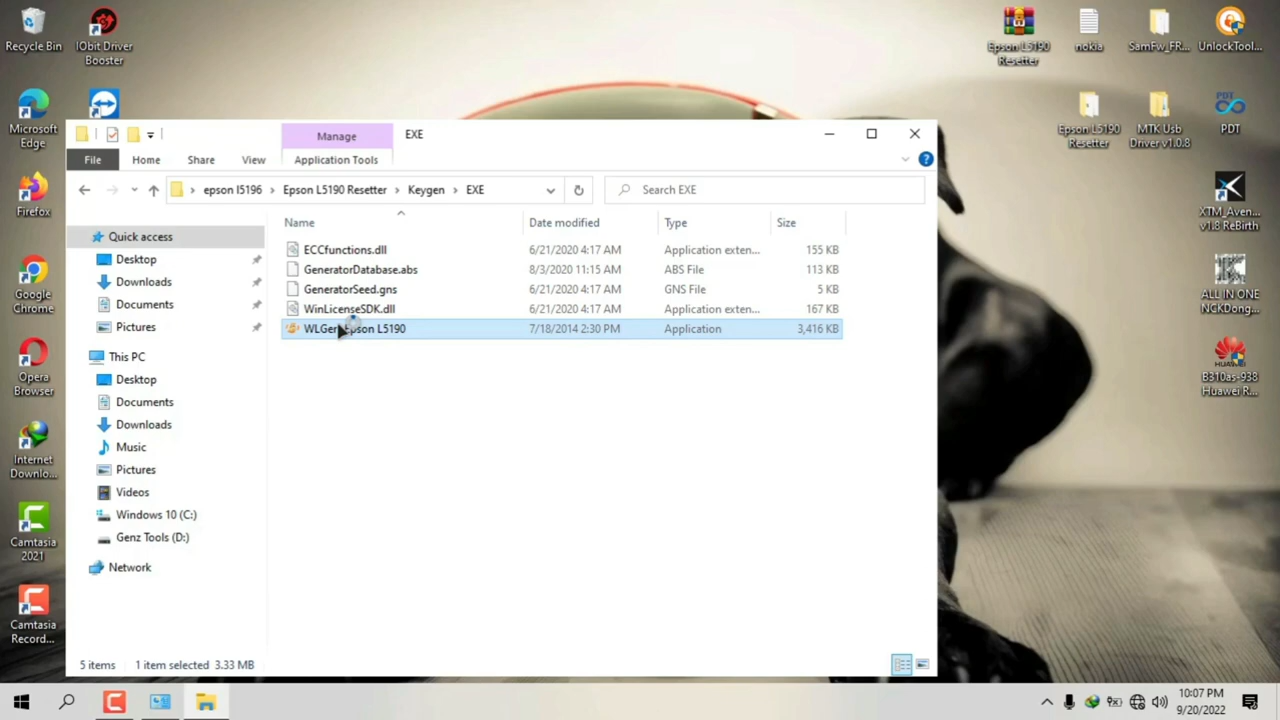 Recycle Bin
IObit Driver
Booster
Epson L5190
Resetter
nokia
SamFw_FR...
UnlockTool...
Microsoft
Edge
Epson L5190
Resetter
MTK Usb
Driver v1.0.8
PDT
Manage
EXE
File
Home
Share
View
Application Tools
epson l5196
Epson L5190 Resetter
Keygen
EXE
Search EXE
Firefox
XTM_Aven...
v1.8 ReBirth
Name
Date modified
Type
Size
Quick access
ECCfunctions.dll
6/21/2020 4:17 AM
Application exten...
155 KB
Desktop
GeneratorDatabase.abs
8/3/2020 11:15 AM
ABS File
113 KB
Downloads
GeneratorSeed.gns
6/21/2020 4:17 AM
GNS File
5 KB
Google
Chrome
Documents
WinLicenseSDK.dll
6/21/2020 4:17 AM
Application exten...
167 KB
ALL IN ONE
NCKDong...
Pictures
WLGen Epson L5190
7/18/2014 2:30 PM
Application
3,416 KB
This PC
Opera
Browser
Desktop
B310as-938
Huawei R...
Documents
Downloads
Music
Internet
Downlo...
Pictures
Videos
Windows 10 (C:)
Genz Tools (D:)
Camtasia
2021
Network
Camtasia
Record...
5 items
1 item selected 3.33 MB
10:07 PM
9/20/2022